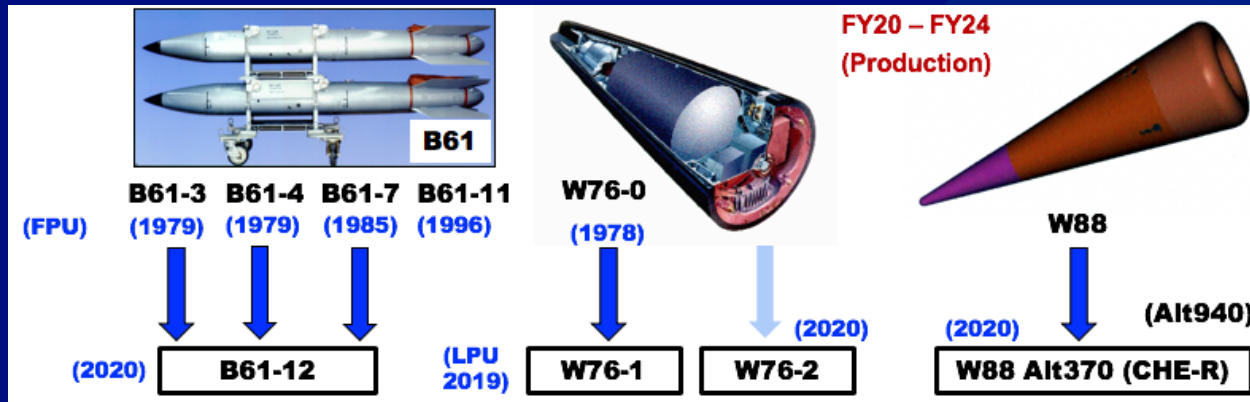 FY20 – FY24
(Production)
B61
B61-3 B61-4 B61-7 B61-11
W76-0
W88
(FPU) (1979) (1979) (1985) (1996)
(1978)
(2020) B61-12
(LPU
2019)
W76-1
(2020)
W76-2
(2020)
(Alt940)
W88 Alt370 (CHE-R)